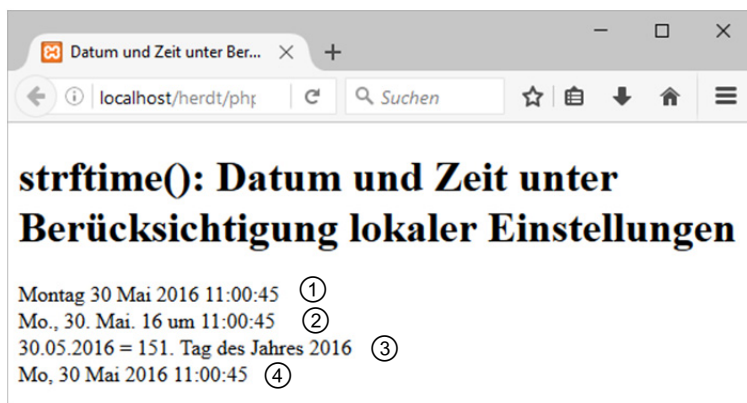 Datum und Zeit unter Ber...
localhost/herdt/php
Suchen
strftime(): Datum und Zeit unter
Berücksichtigung lokaler Einstellungen
Montag 30 Mai 2016 11:00:45 ①
Mo., 30. Mai. 16 um 11:00:45 ②
30.05.2016 = 151. Tag des Jahres 2016 ③
Mo, 30 Mai 2016 11:00:45 ④